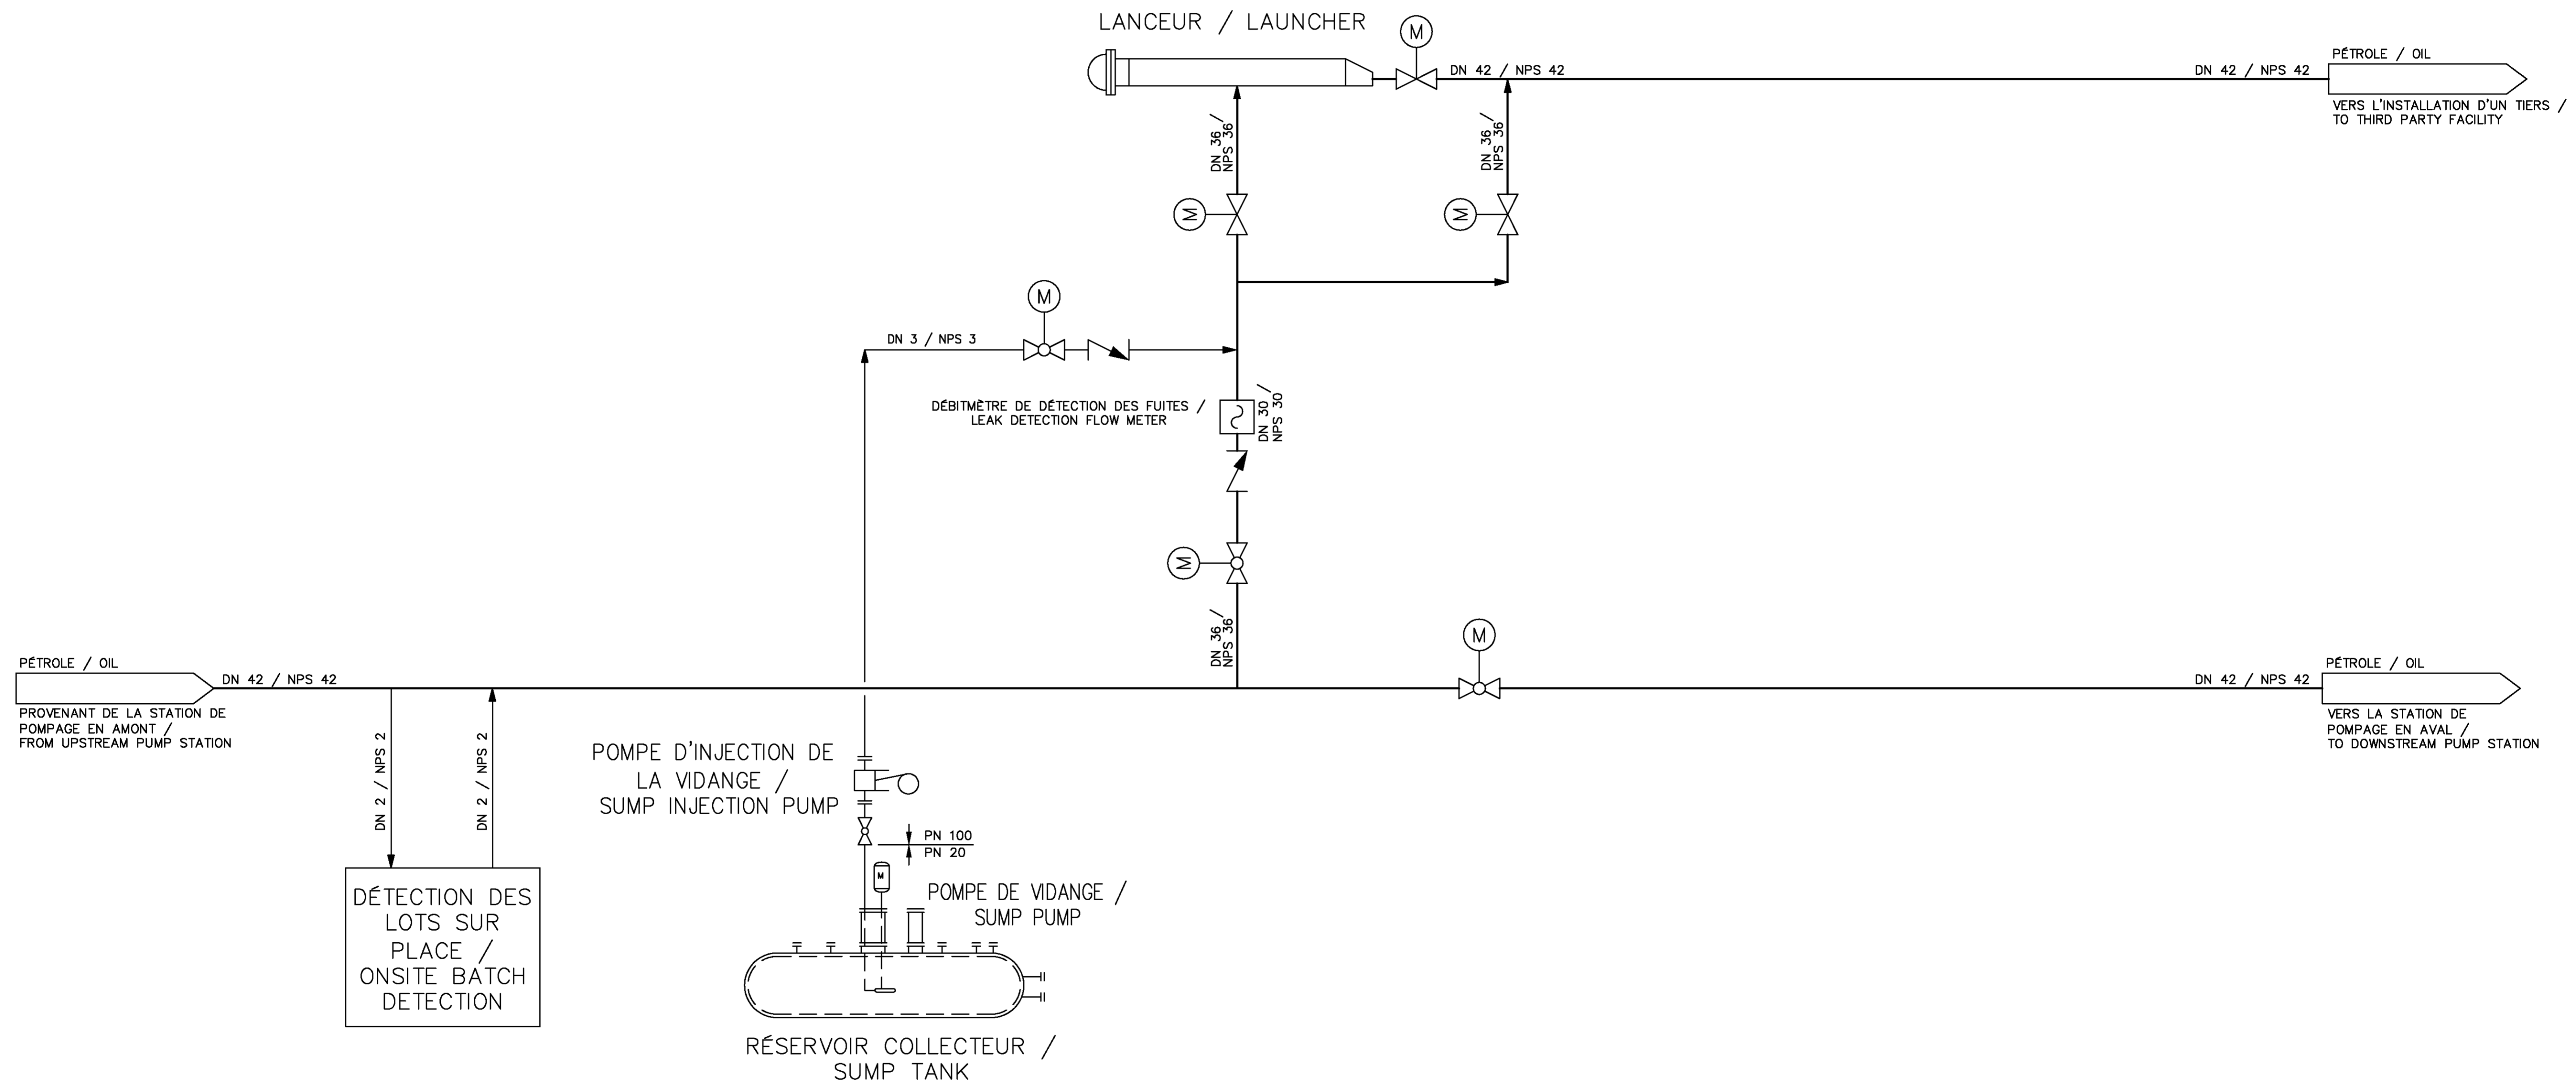 LANCEUR / LAUNCHER
M
DN 42 / NPS 42
DN 42 / NPS 42
PÉTROLE / OIL
VERS L'INSTALLATION D'UN TIERS /
TO THIRD PARTY FACILITY
DN 36 /
NPS 36
DN 36 /
NPS 36
M
M
M
DN 3 / NPS 3
DÉBITMÈTRE DE DÉTECTION DES FUITES /
LEAK DETECTION FLOW METER
DN 30 /
NPS 30
M
DN 36 /
NPS 36
M
PÉTROLE / OIL
DN 42 / NPS 42
PROVENANT DE LA STATION DE
POMPAGE EN AMONT /
FROM UPSTREAM PUMP STATION
DN 42 / NPS 42
PÉTROLE / OIL
VERS LA STATION DE
POMPAGE EN AVAL /
TO DOWNSTREAM PUMP STATION
DN 2 / NPS 2
DN 2 / NPS 2
POMPE D'INJECTION DE
LA VIDANGE /
SUMP INJECTION PUMP
PN 100
PN 20
M
POMPE DE VIDANGE /
SUMP PUMP
DÉTECTION DES
LOTS SUR
PLACE /
ONSITE BATCH
DETECTION
RÉSERVOIR COLLECTEUR /
SUMP TANK